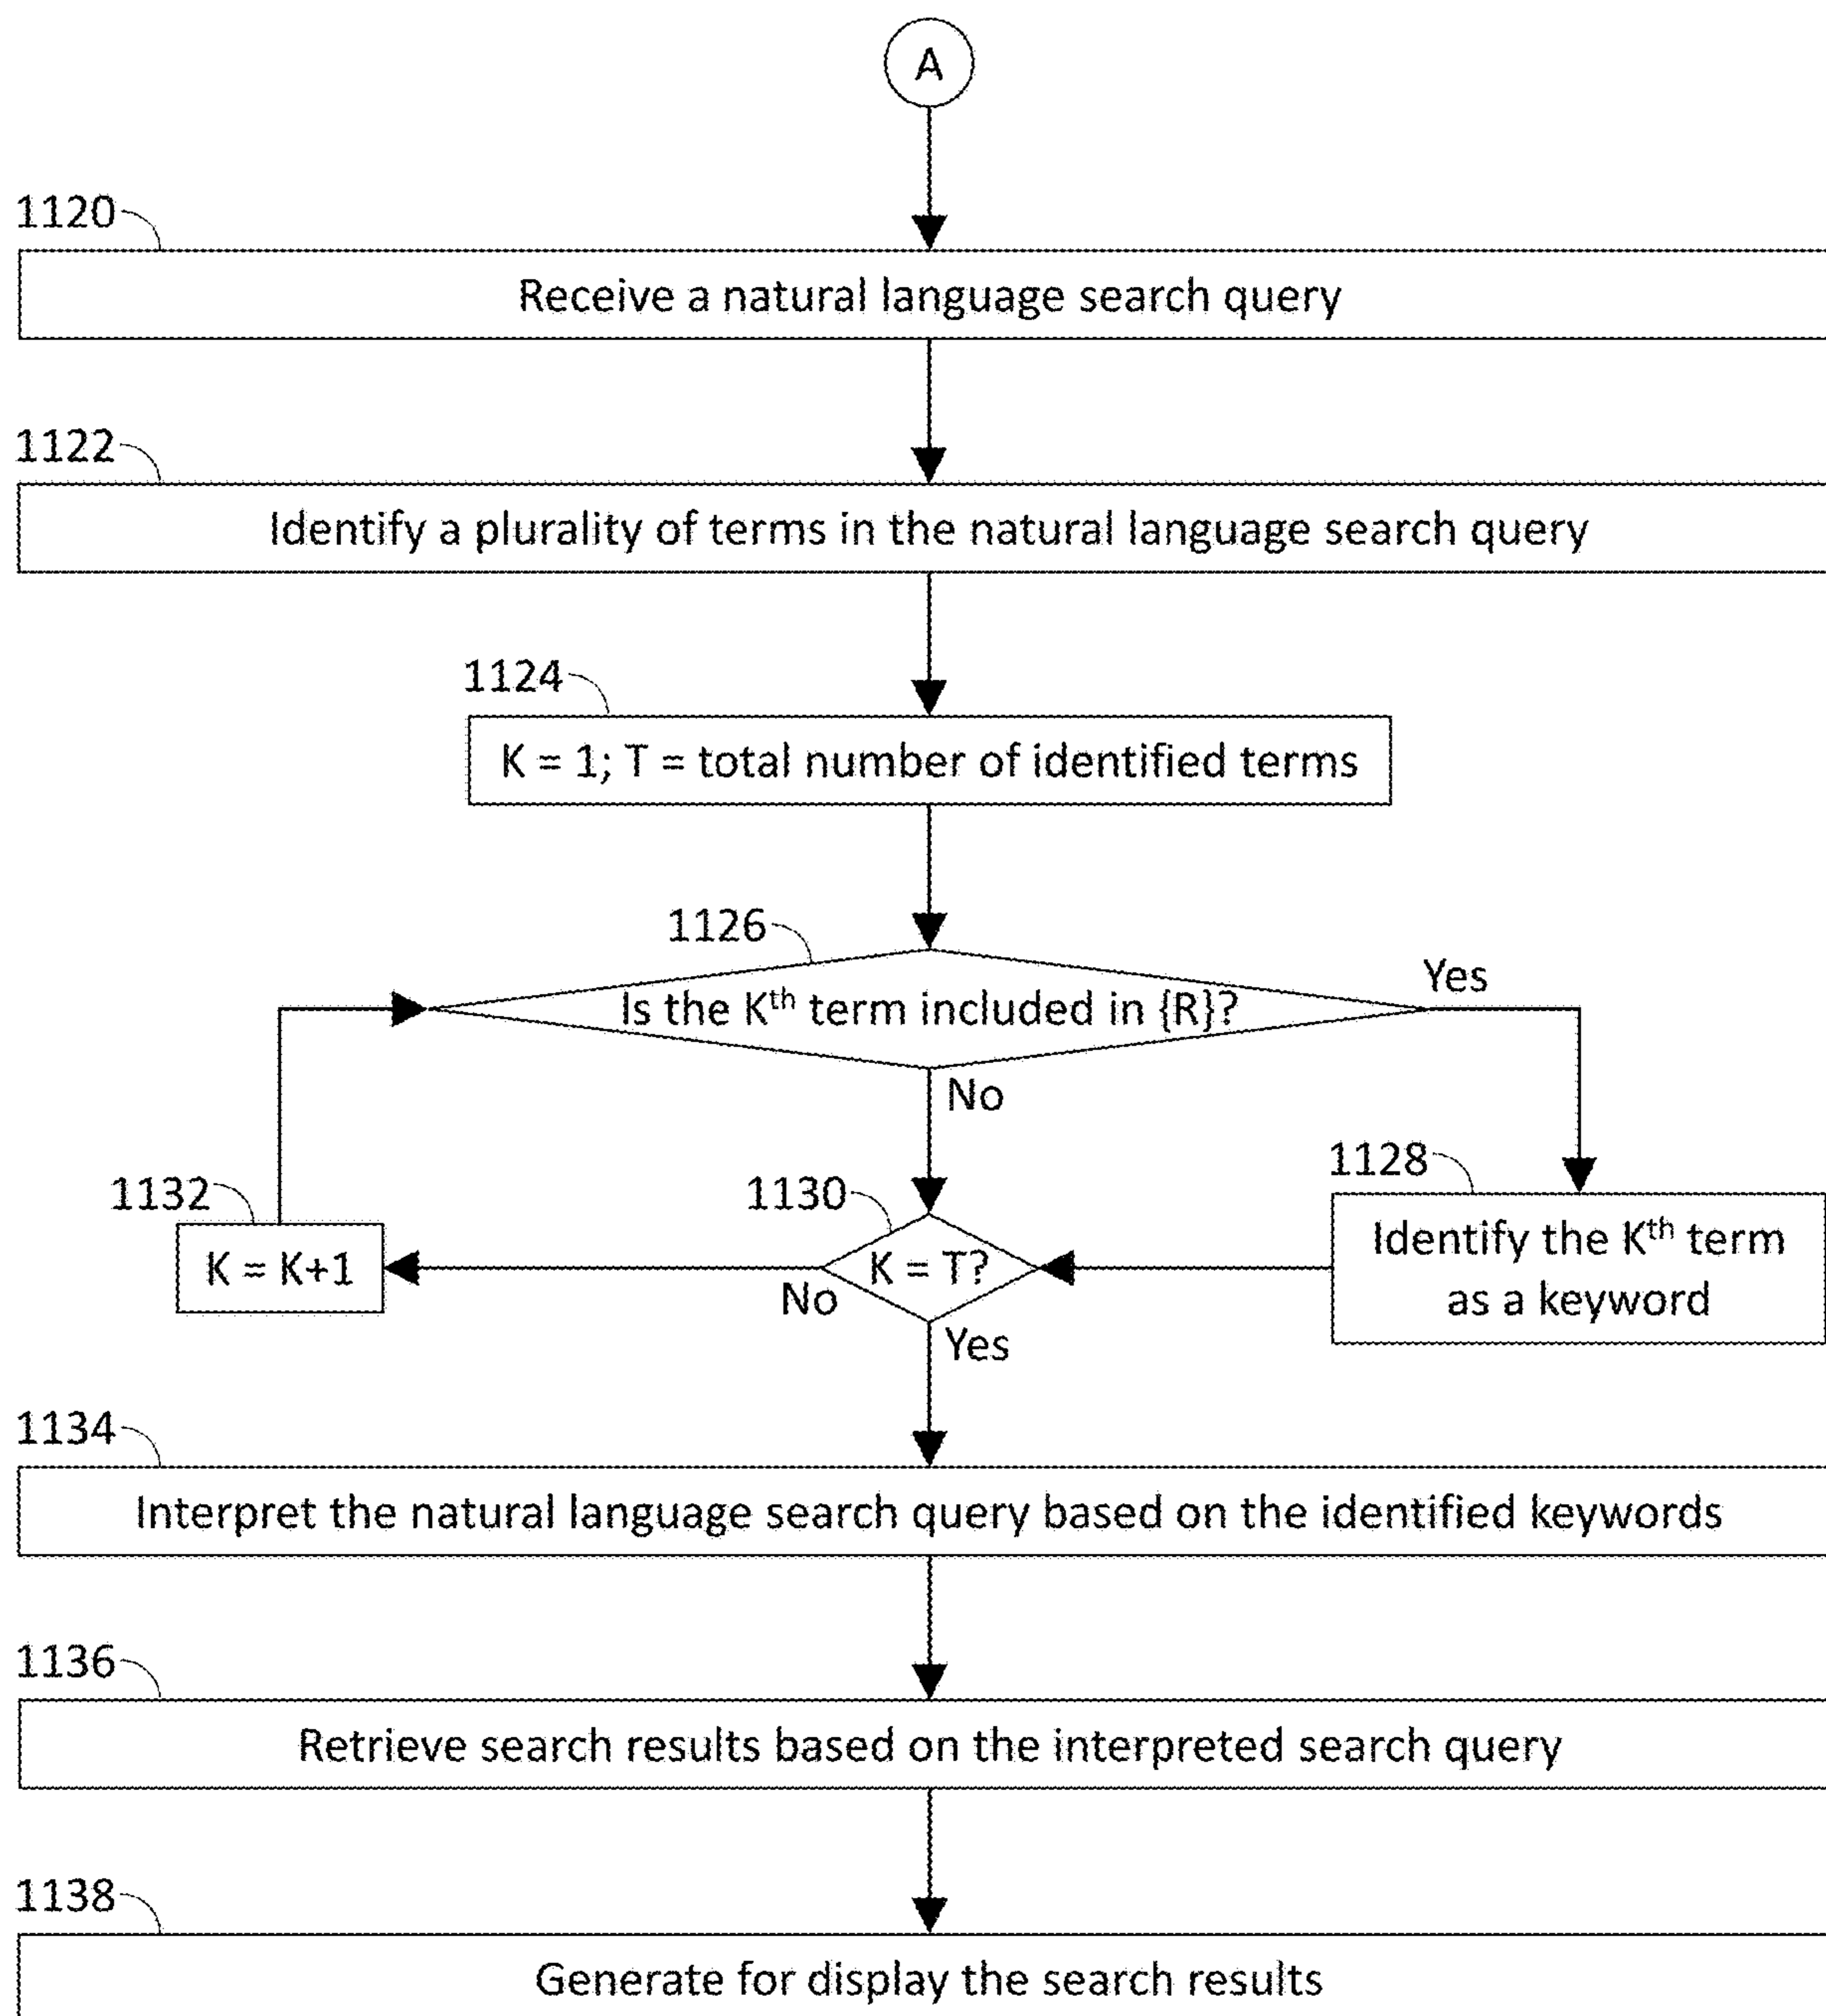 A
1120
Receive a natural language search query
1122
Identify a plurality of terms in the natural language search query
1124
K = 1; T = total number of identified terms
1126
Is the Kth term included in {R}?
Yes
No
1128
Identify the Kth term
as a keyword
1130
K = T?
No
Yes
1132
K = K+1
1134
Interpret the natural language search query based on the identified keywords
1136
Retrieve search results based on the interpreted search query
1138
Generate for display the search results